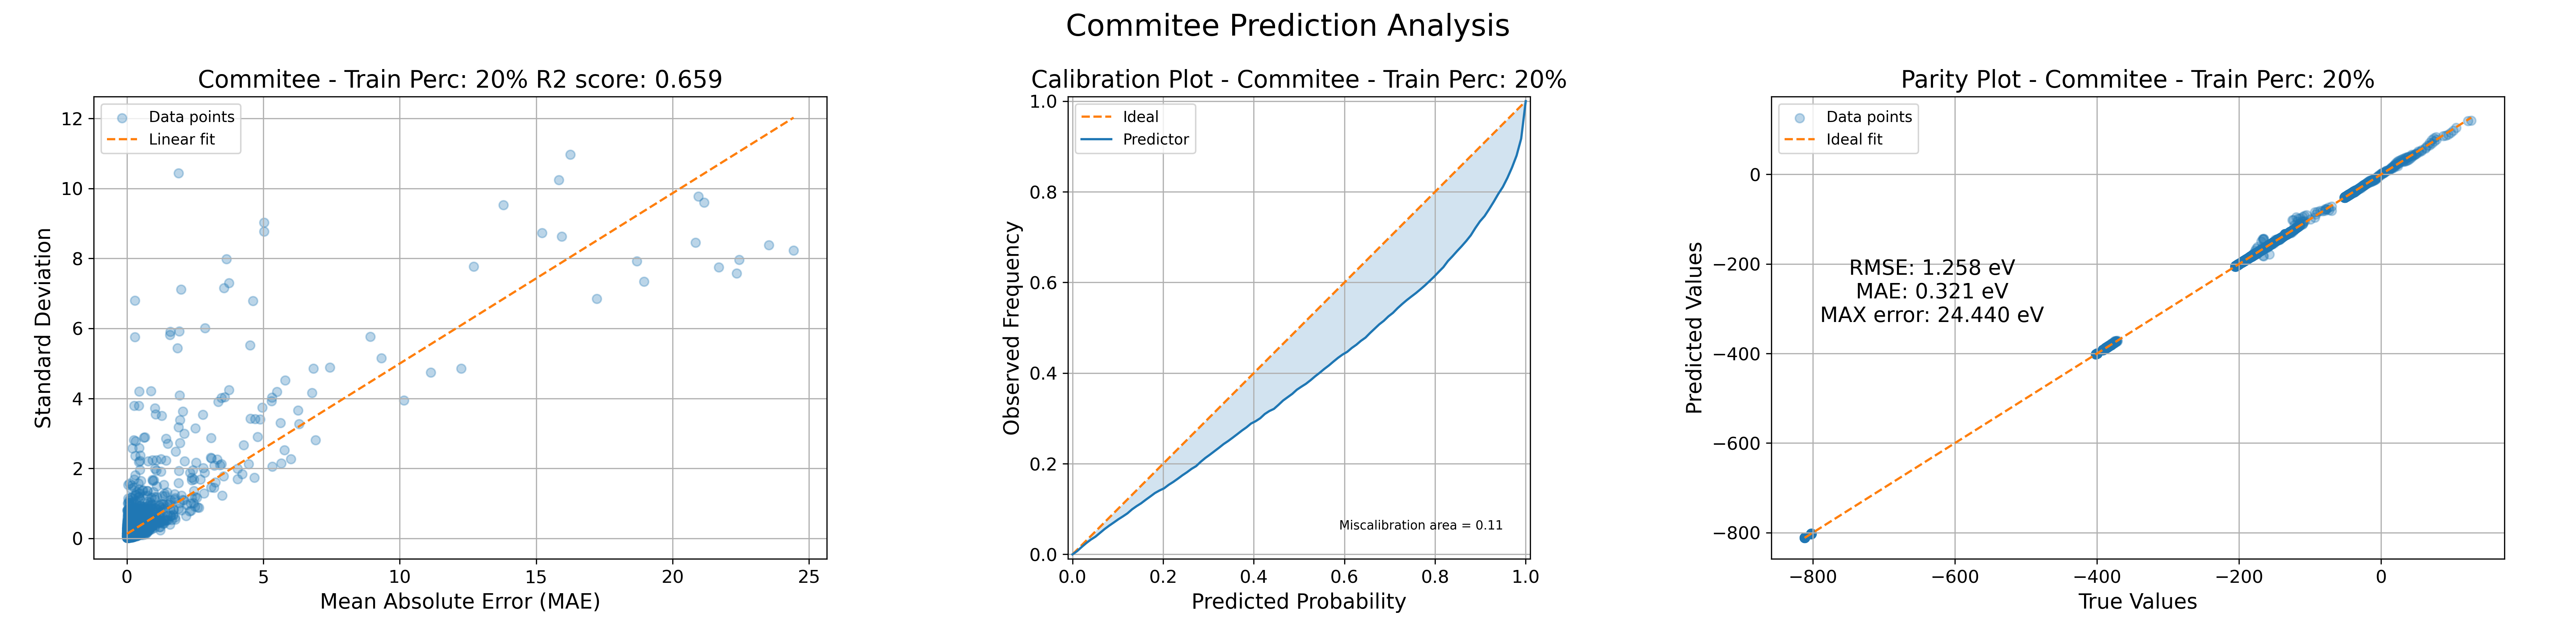 Commitee Prediction Analysis
Commitee - Train Perc: 20% R2 score: 0.659
Data points
Linear fit
12
10
8
6
4
2
0
Standard Deviation
0 5 10 15 20 25
Mean Absolute Error (MAE)
Calibration Plot - Commitee - Train Perc: 20%
Ideal
Predictor
1.0
0.8
0.6
0.4
0.2
0.0
Observed Frequency
Miscalibration area = 0.11
0.0 0.2 0.4 0.6 0.8 1.0
Predicted Probability
Parity Plot - Commitee - Train Perc: 20%
Data points
Ideal fit
0
−200
−400
−600
−800
Predicted Values
RMSE: 1.258 eV
MAE: 0.321 eV
MAX error: 24.440 eV
−800 −600 −400 −200 0
True Values